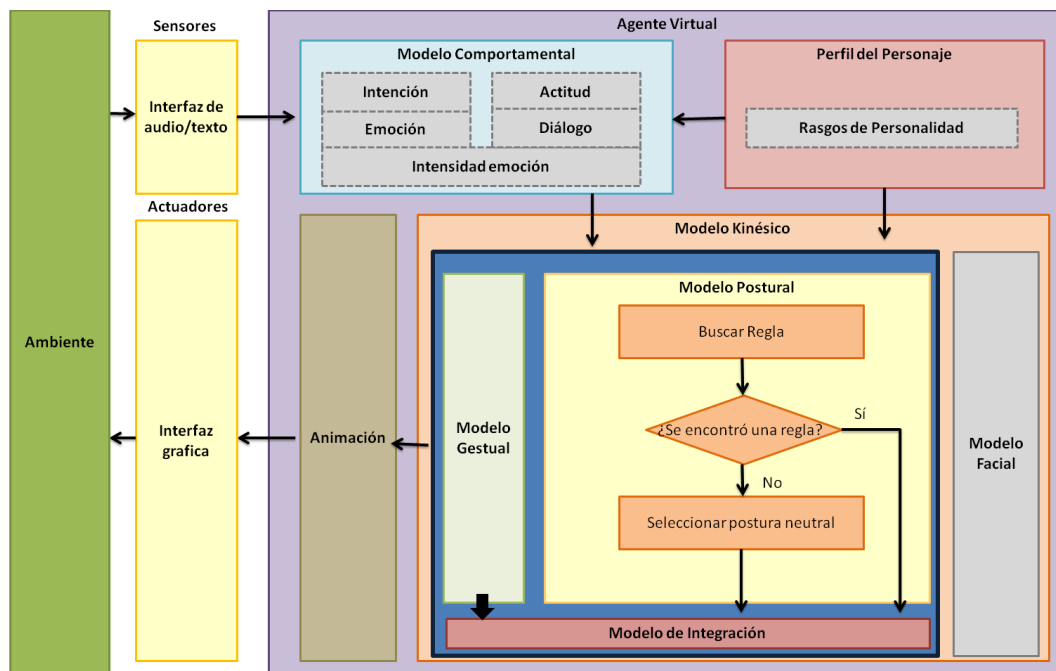 Sensores
Agente Virtual
Modelo Comportamental
Perfil del Personaje
Intención
Actitud
Interfaz de
audio/texto
Emoción
Diálogo
Rasgos de Personalidad
Intensidad emoción
Actuadores
Modelo Kinésico
Modelo Postural
Buscar Regla
Ambiente
¿Se encontró una regla?
Sí
Interfaz
grafica
Animación
Modelo
Gestual
Modelo
Facial
No
Seleccionar postura neutral
Modelo de Integración